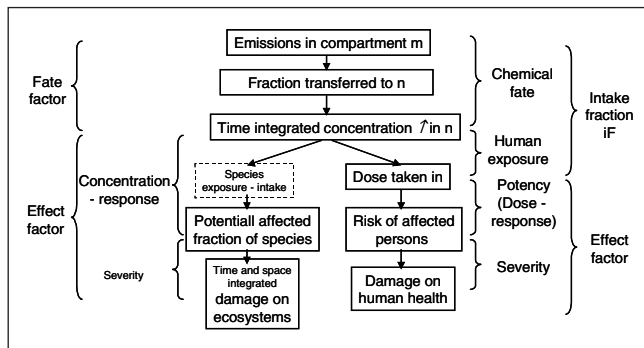 Emissions in compartment m
Fraction transferred to n
Time integrated concentration ↑ in n
Fate
factor
Chemical
fate
Intake
fraction
iF
Human
exposure
Species
exposure - intake
Dose taken in
Concentration
- response
Effect
factor
Potency
(Dose -
response)
Potentiall affected
fraction of species
Risk of affected
persons
Effect
factor
Severity
Severity
Time and space
integrated
damage on
ecosystems
Damage on
human health